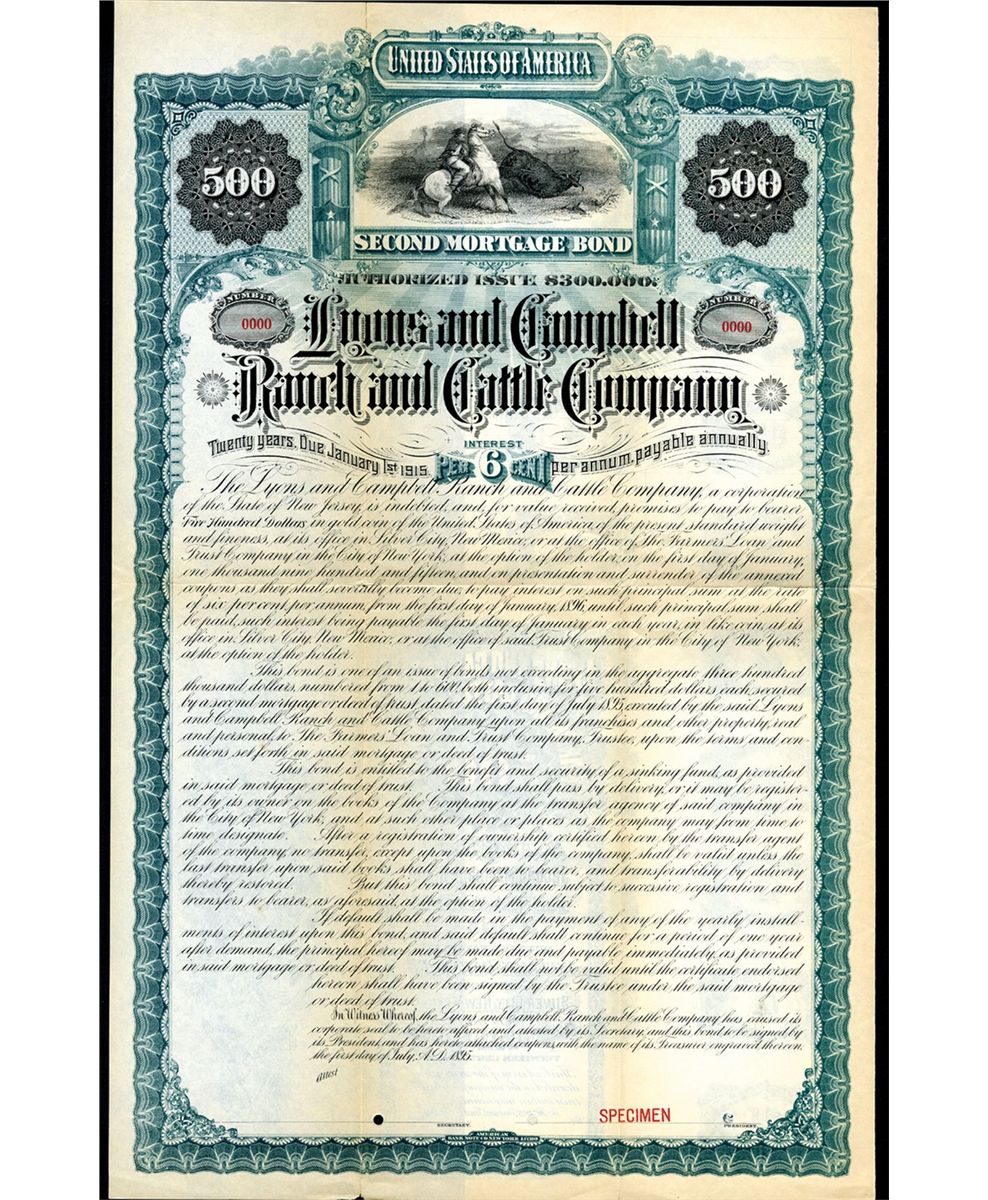 UNITED STATES OF AMERICA
500
500
SECOND MORTGAGE BOND
AUTHORIZED ISSUE $300,000.
NUMBER
0000
NUMBER
0000
Lyons and Campbell
Ranch and Cattle Company
Twenty years, Due January 1st 1915.
INTEREST
PER 6 CENT
per annum, payable annually.
The Lyons and Campbell Ranch and Cattle Company, a corporation
of the State of New Jersey, is indebted, and, for value received, promises to pay to bearer
Five Hundred Dollars in gold coin of the United States of America, of the present standard weight
and fineness, at its office in Silver City, New Mexico, or at the office of The Farmers' Loan and
Trust Company in the City of New York, at the option of the holder, on the first day of January,
one thousand nine hundred and fifteen, and on presentation and surrender of the annexed
coupons as they shall severally become due, to pay interest on such principal sum at the rate
of six per cent. per annum, from the first day of January, 1896, until such principal sum shall
be paid, such interest being payable the first day of January in each year, in like coin, at its
office in Silver City, New Mexico, or at the office of said Trust Company in the City of New York,
at the option of the holder.
This bond is one of an issue of bonds not exceeding in the aggregate three hundred
thousand dollars numbered from 1 to 600, both inclusive, for five hundred dollars each, secured
by a second mortgage or deed of trust dated the first day of July 1895, executed by the said Lyons
and Campbell Ranch and Cattle Company upon all its franchises and other property, real
and personal, to The Farmers' Loan and Trust Company, Trustee, upon the terms and con-
ditions set forth in said mortgage or deed of trust.
This bond is entitled to the benefit and security of a sinking fund, as provided
in said mortgage or deed of trust. This bond shall pass by delivery, or it may be register-
ed by its owner on the books of the Company at the transfer agency of said company in
the City of New York, and at such other place or places as the company may from time to
time designate. After a registration of ownership certified hereon by the transfer agent
of the company, no transfer, except upon the books of the company, shall be valid unless the
last transfer upon said books shall have been to bearer, and transferability by delivery
thereby restored. But this bond shall continue subject to successive registration and
transfers to bearer, as aforesaid, at the option of the holder.
If default shall be made in the payment of any of the yearly install-
ments of interest upon this bond, and said default shall continue for a period of one year
after demand, the principal hereof may be made due and payable immediately, as provided
in said mortgage or deed of trust. This bond shall not be valid until the certificate endorsed
hereon shall have been signed by the Trustee under the said mortgage
or deed of trust.
In Witness Whereof, the Lyons and Campbell Ranch and Cattle Company has caused its
corporate seal to be hereto affixed and attested by its Secretary, and this bond to be signed by
its President, and has hereto attached coupons, with the name of its Treasurer engraved thereon,
the first day of July, A.D. 1895.
Attest
SPECIMEN
SECRETARY.
PRESIDENT.
AMERICAN
BANK NOTE CO. NEW YORK